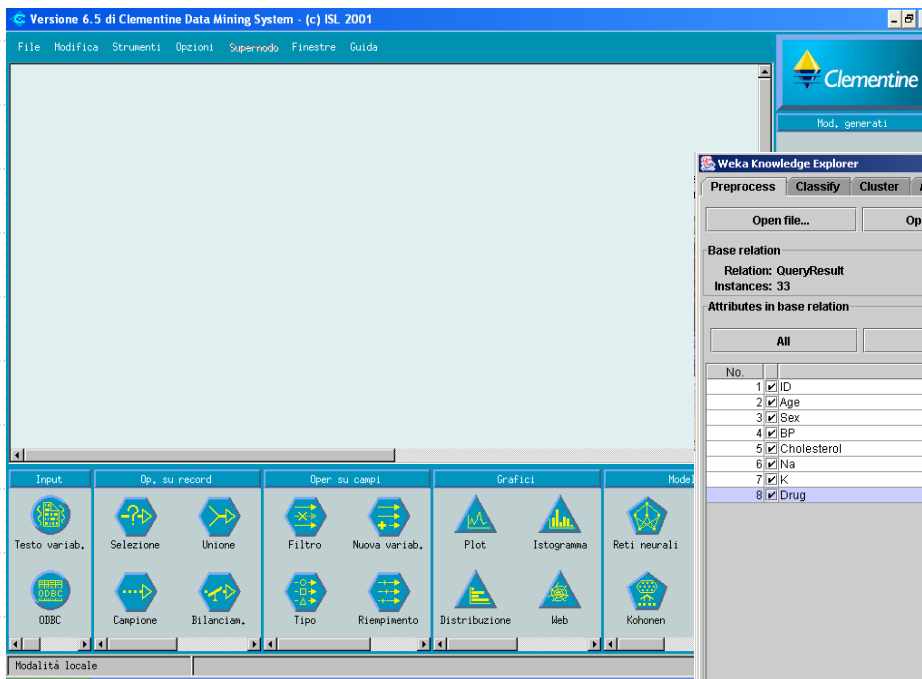 Versione 6.5 di Clementine Data Mining System - (c) ISL 2001
File Modifica Strumenti Opzioni Supernodo Finestre Guida
Clementine
Mod. generati
Weka Knowledge Explorer
Preprocess Classify Cluster
Open file... Op
Base relation
Relation: QueryResult
Instances: 33
Attributes in base relation
All
No.
1 ID
2 Age
3 Sex
4 BP
5 Cholesterol
6 Na
7 K
8 Drug
Input Op. su record Oper su campi Grafici Model
Testo variab. Selezione Unione Filtro Nuova variab. Plot Istogramma Reti neurali
ODBC
ODBC Campione Bilanciam. Tipo Riempimento Distribuzione Web Kohonen
Modalità locale